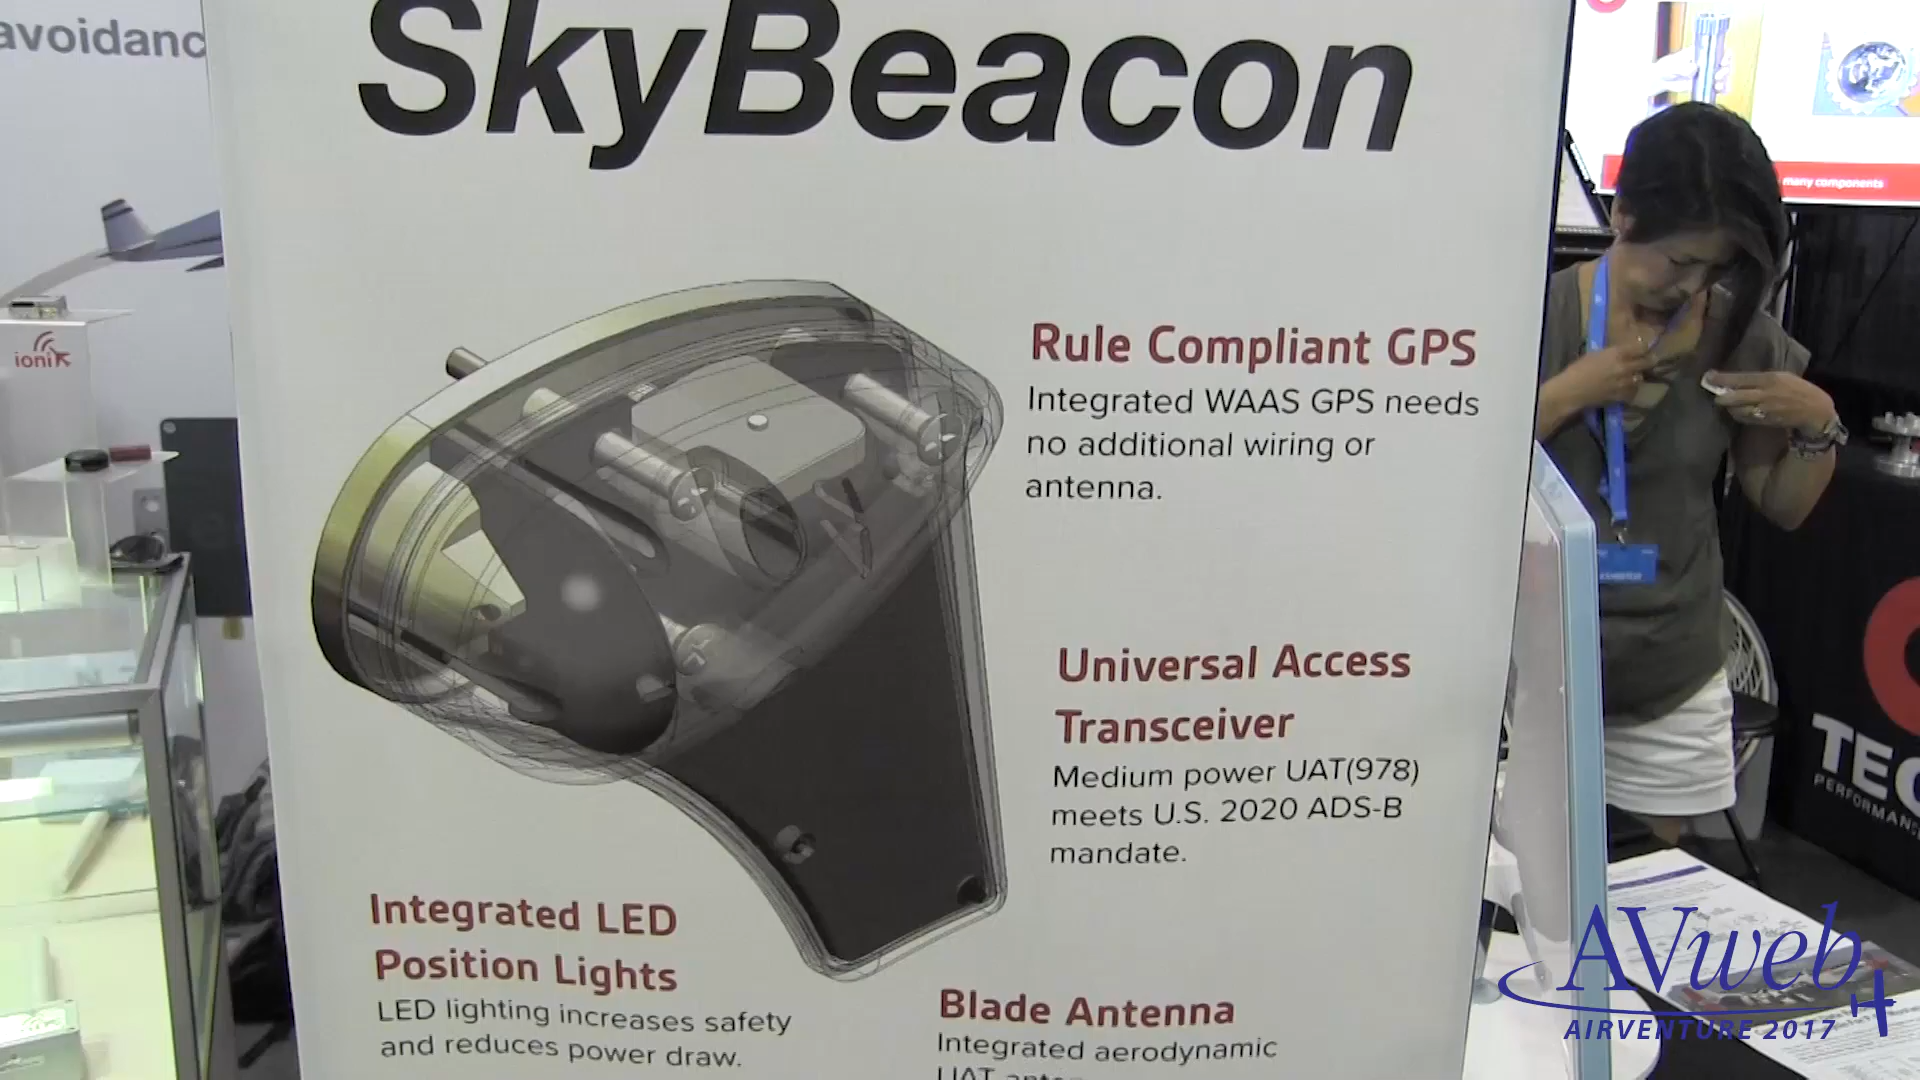 avoidanc
SkyBeacon
many components
ionik
Rule Compliant GPS
Integrated WAAS GPS needs
no additional wiring or
antenna.
Universal Access
Transceiver
Medium power UAT(978)
meets U.S. 2020 ADS-B
mandate.
Integrated LED
Position Lights
LED lighting increases safety
and reduces power draw.
Blade Antenna
Integrated aerodynamic
UAT
TEC
PERFORMAN
AVweb
AIRVENTURE 2017